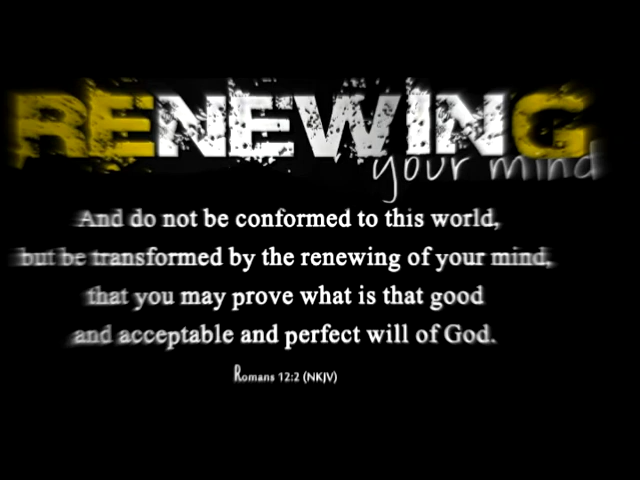 RENEWING
your mind
And do not be conformed to this world,
but be transformed by the renewing of your mind,
that you may prove what is that good
and acceptable and perfect will of God.
Romans 12:2 (NKJV)